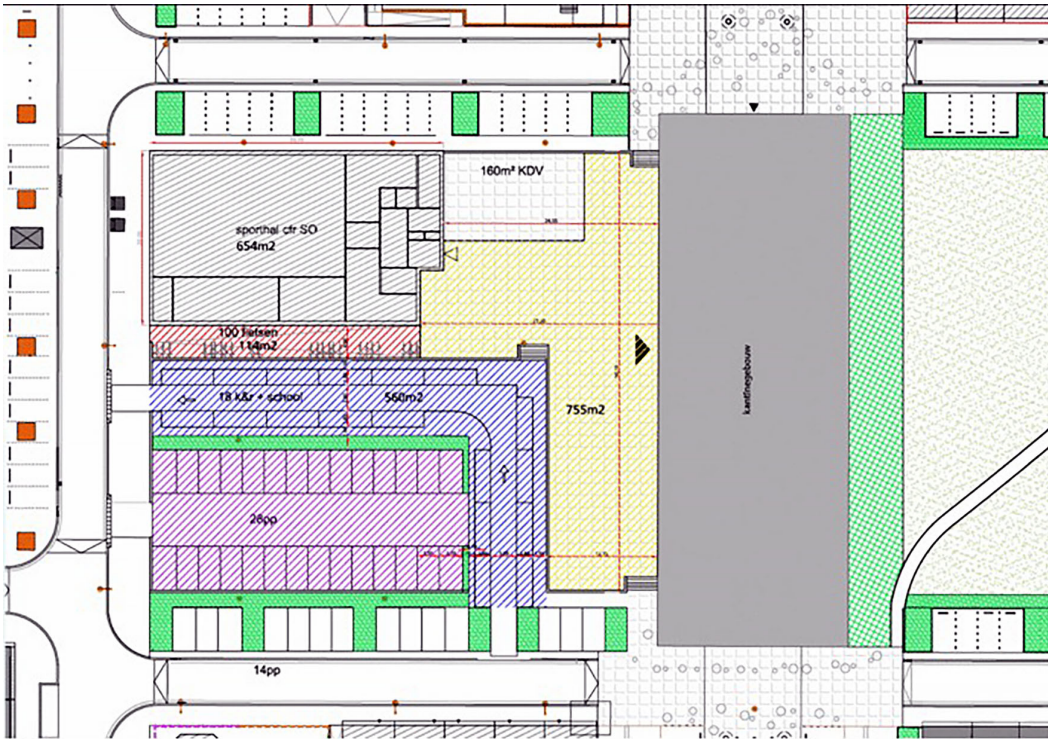 160m² KDV
sporthal cfr SO
654m2
100 fietsen
114m2
18 k&r + school
560m2
755m2
kantinegebouw
28pp
14pp